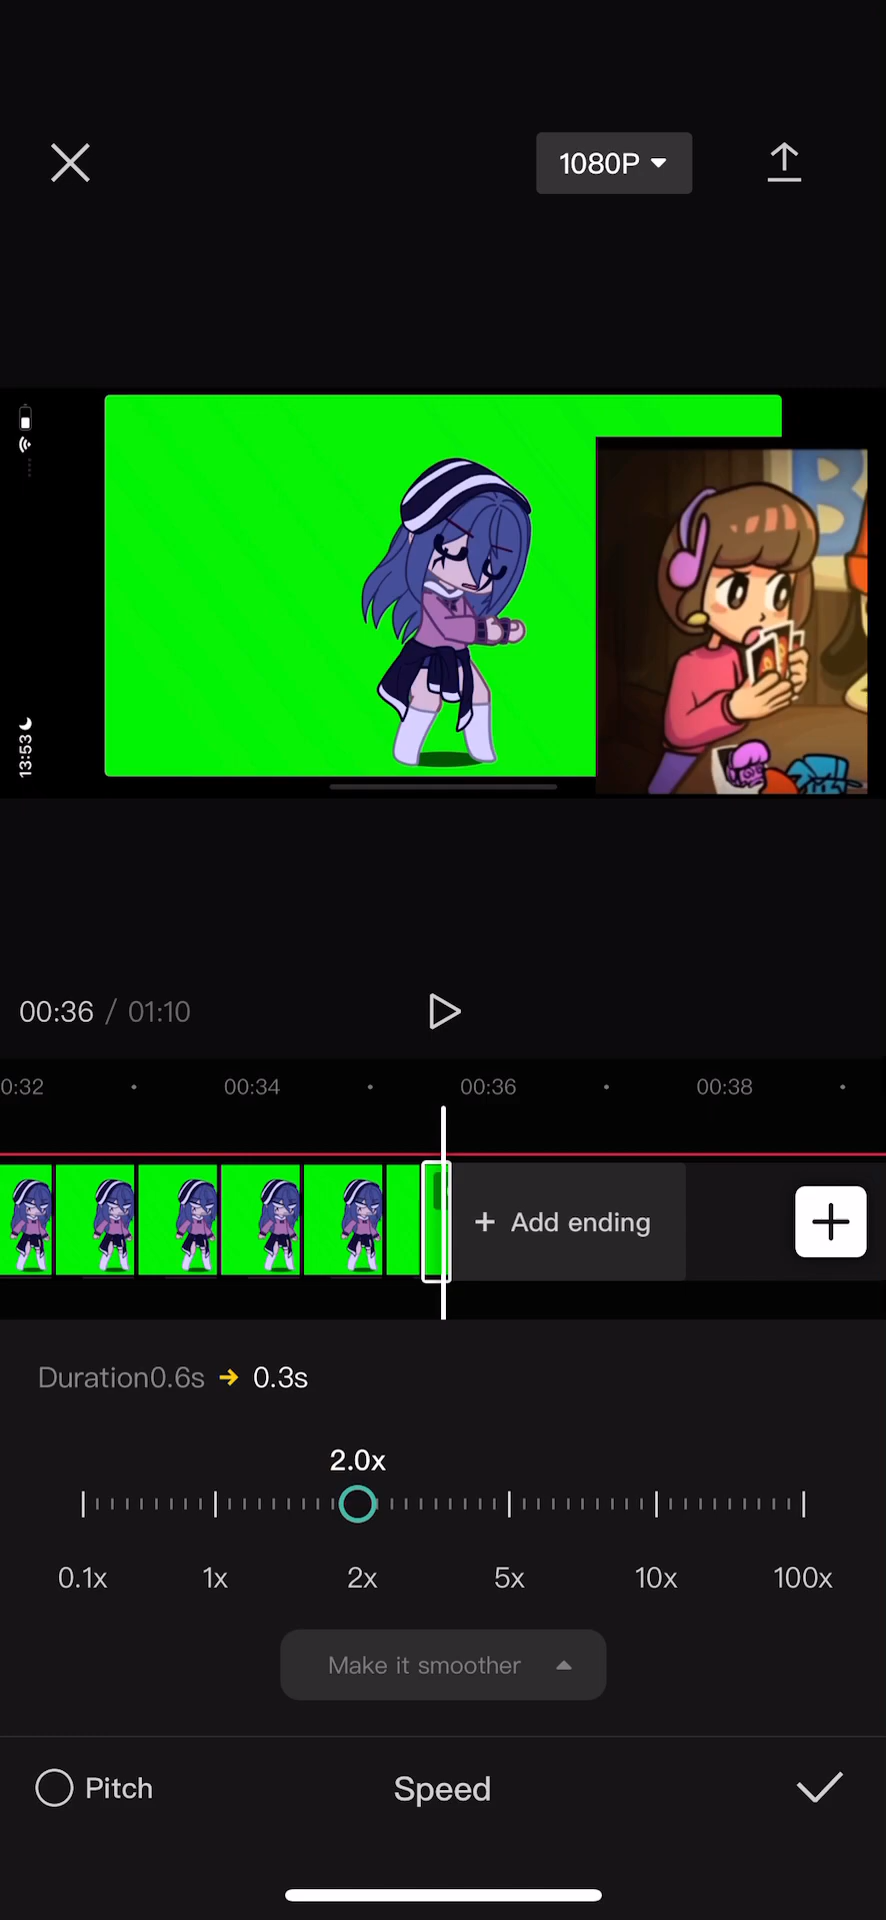 1080P
B
13:53
00:36 / 01:10
0:32 00:34 00:36 00:38
+ Add ending
Duration0.6s → 0.3s
2.0x
0.1x 1x 2x 5x 10x 100x
Make it smoother
Pitch Speed